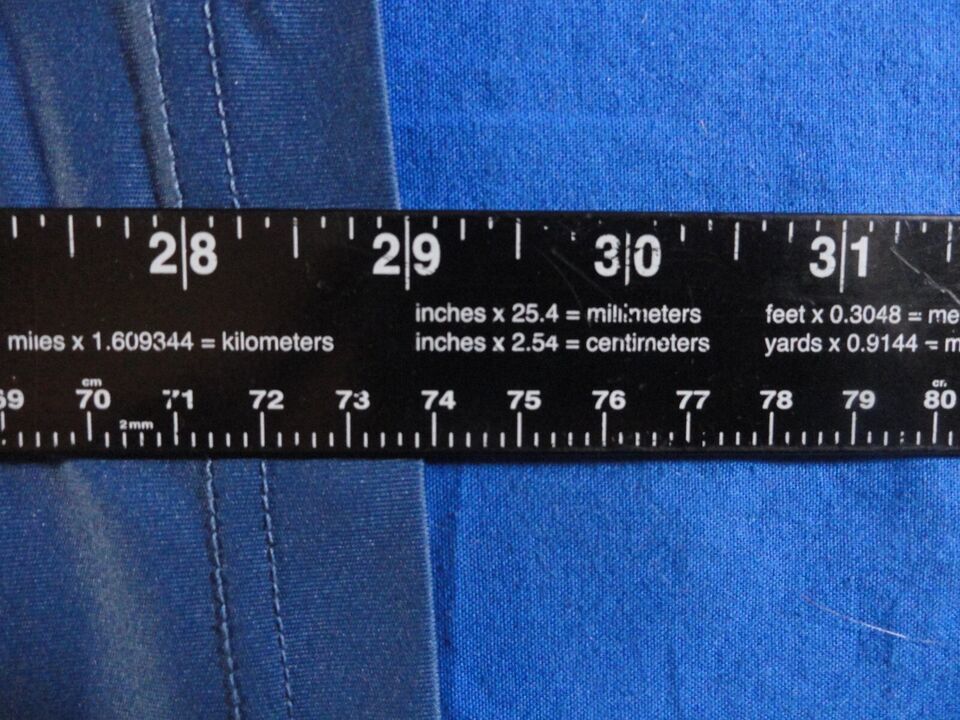 28 29 30 31
inches x 25.4 = millimeters feet x 0.3048 = me
miles x 1.609344 = kilometers inches x 2.54 = centimeters yards x 0.9144 = m
cm
69 70 71 72 73 74 75 76 77 78 79 80
2mm